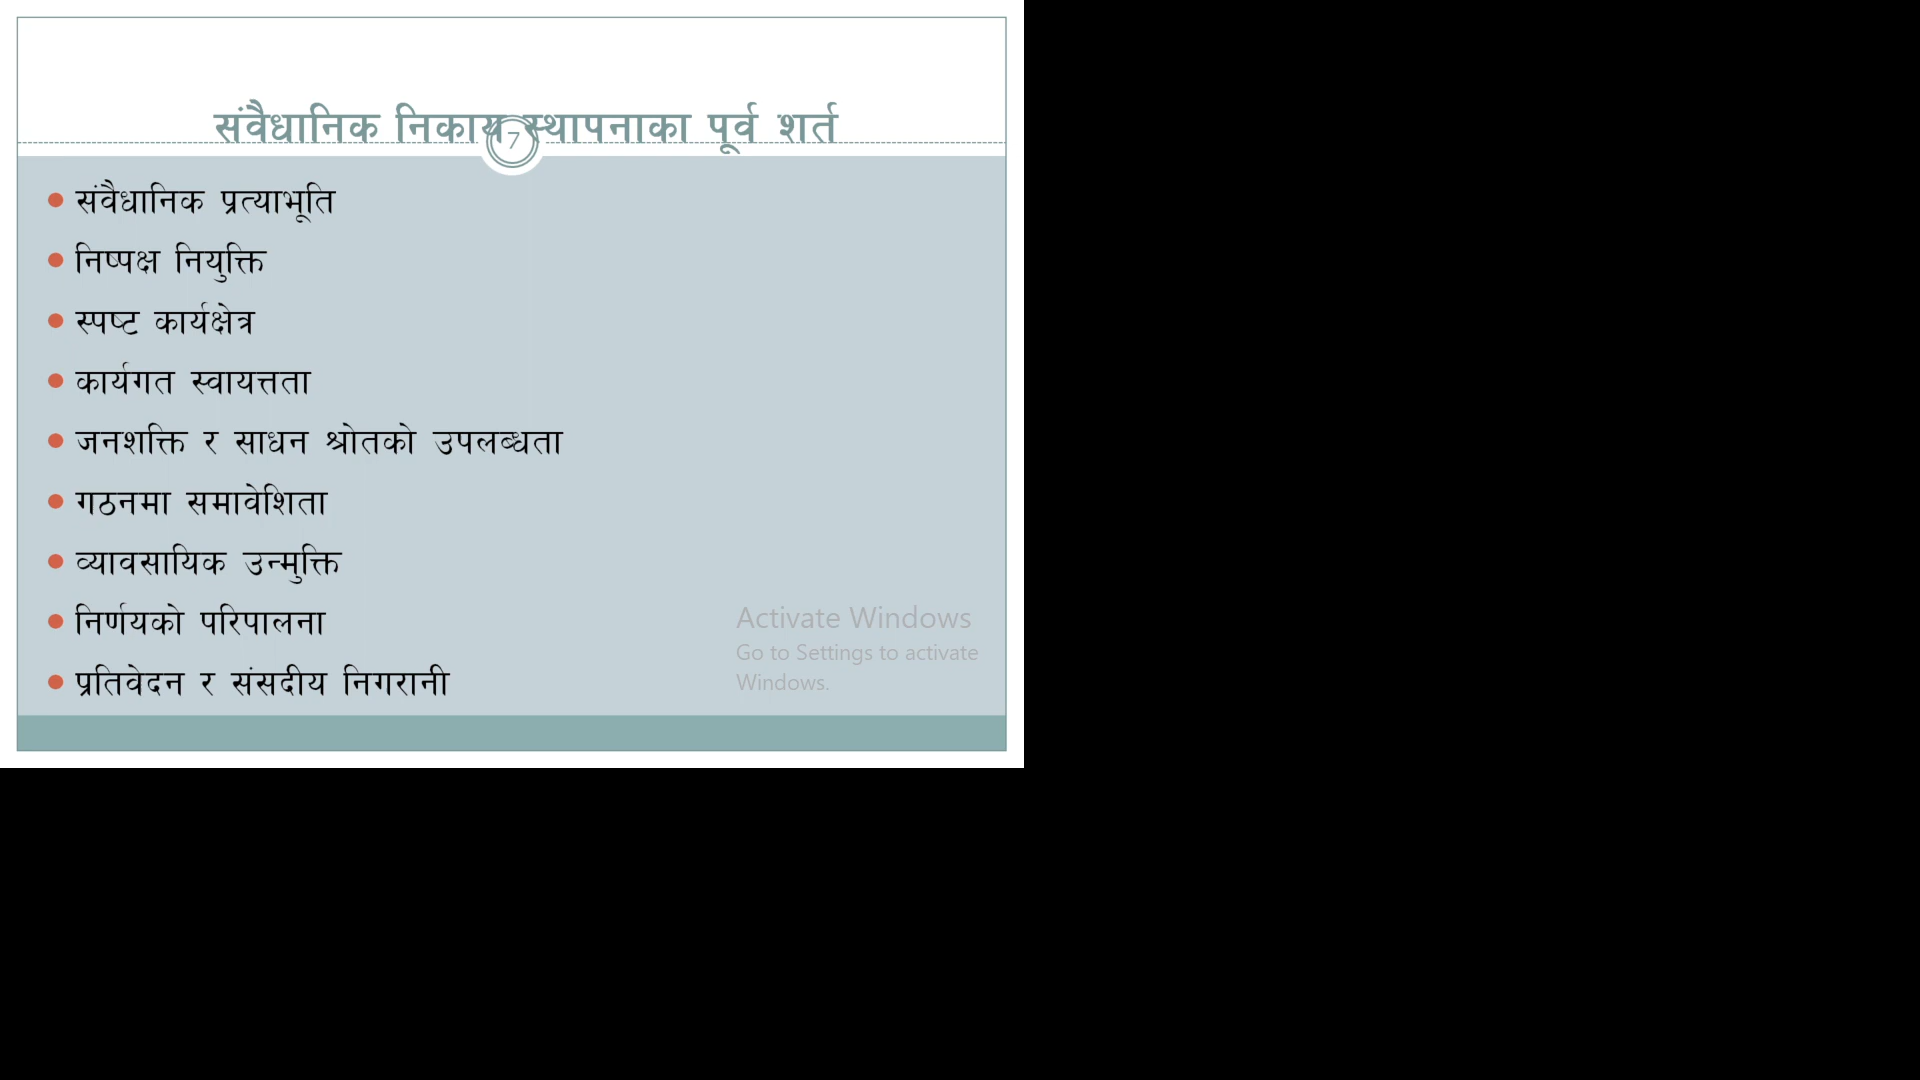 संवैधानिक निकाय स्थापनाका पूर्व शर्त
7
संवैधानिक प्रत्याभूति
निष्पक्ष नियुक्ति
स्पष्ट कार्यक्षेत्र
कार्यगत स्वायत्तता
जनशक्ति र साधन श्रोतको उपलब्धता
गठनमा समावेशिता
व्यावसायिक उन्मुक्ति
निर्णयको परिपालना
प्रतिवेदन र संसदीय निगरानी
Activate Windows
Go to Settings to activate
Windows.